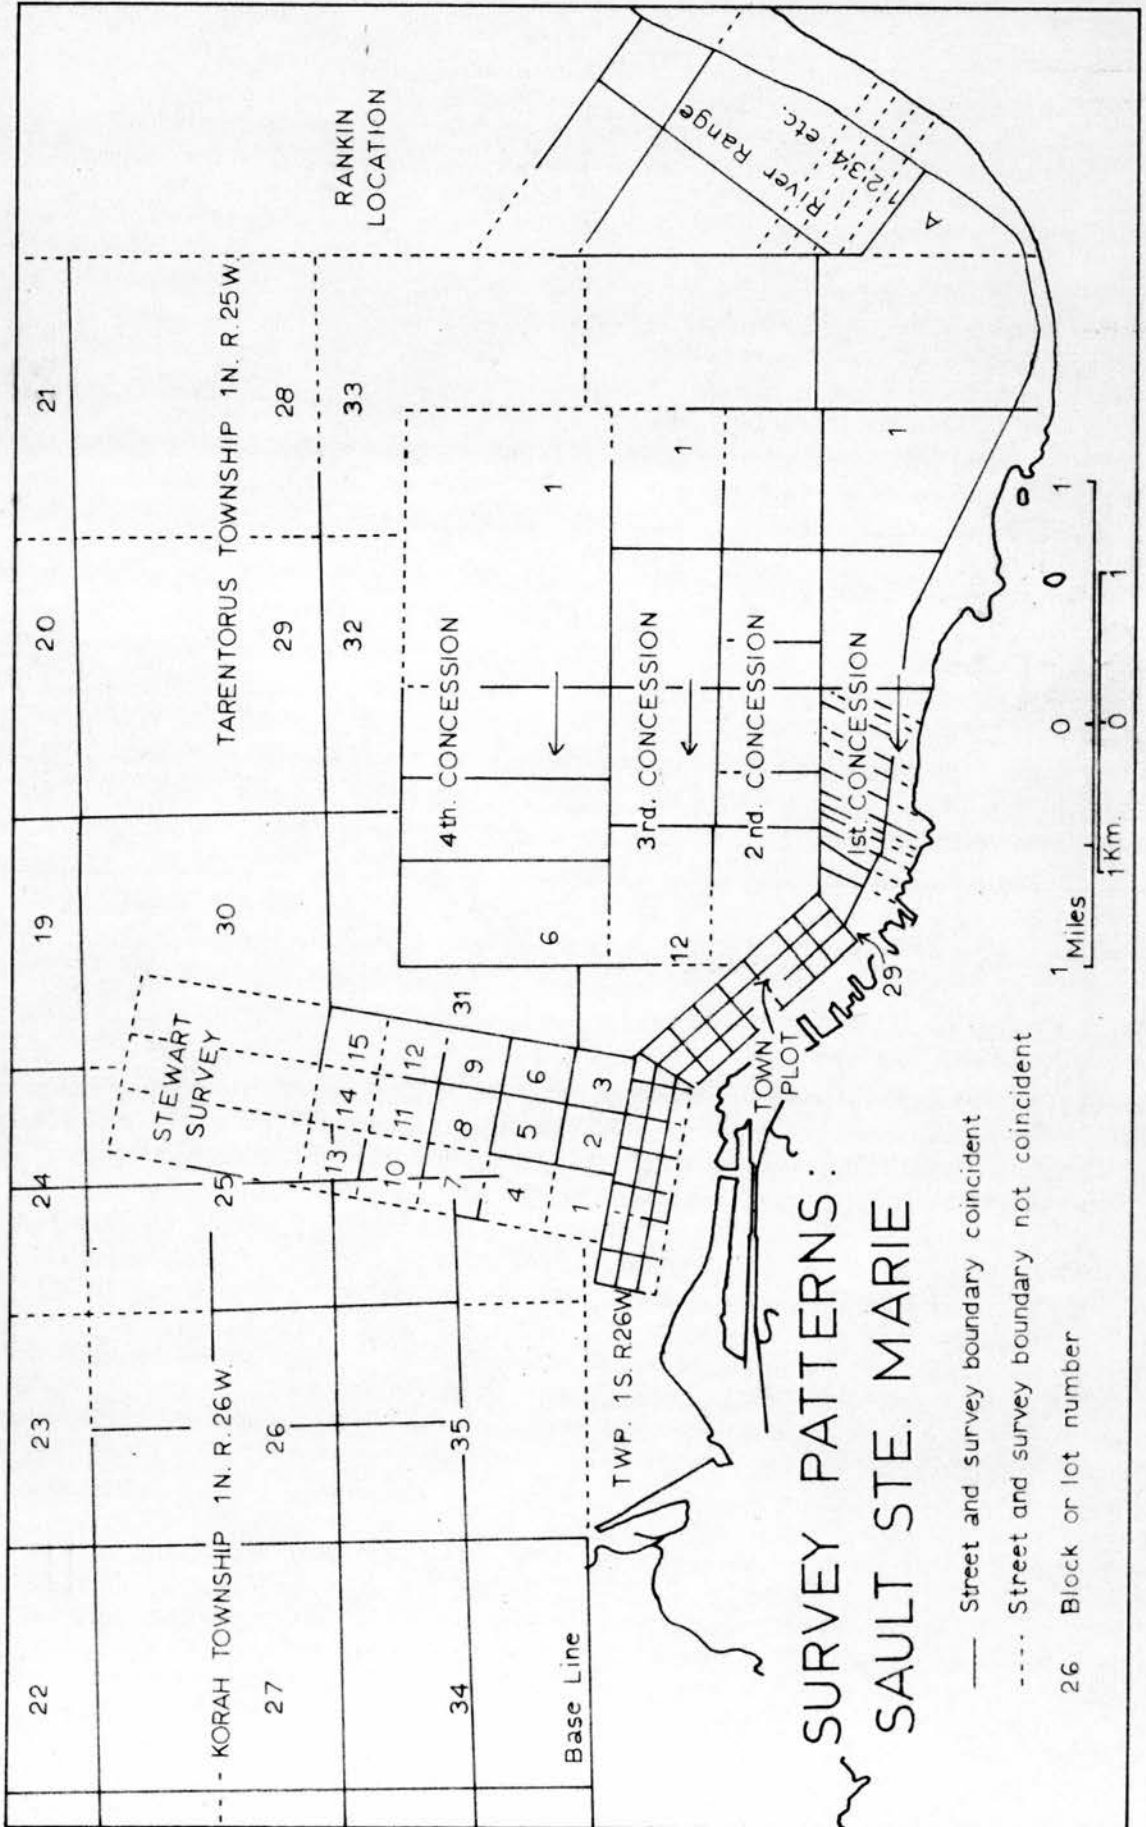 RANKIN
LOCATION
River Range
1 2 3 4 etc.
A
21
TARENTORUS TOWNSHIP 1N. R. 25W.
28
33
20
29
32
19
30
31
4th. CONCESSION
1
6
3rd. CONCESSION
1
12
2nd. CONCESSION
1st. CONCESSION
1
29
STEWART
SURVEY
15
14
13
12
11
10
9
8
7
6
5
4
3
2
1
TOWN
PLOT
24
25
23
26
35
KORAH TOWNSHIP 1N. R. 26W.
22
27
34
TWP. 1S. R26W
Base Line
1 Miles 0 1
1 Km. 0 1
SURVEY PATTERNS :
SAULT STE. MARIE
Street and survey boundary coincident
Street and survey boundary not coincident
26 Block or lot number